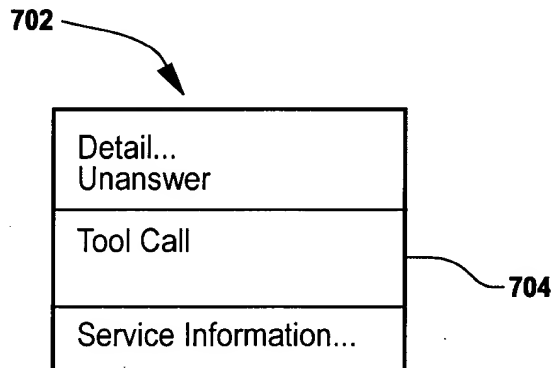 702
Detail...
Unanswer
Tool Call
704
Service Information...